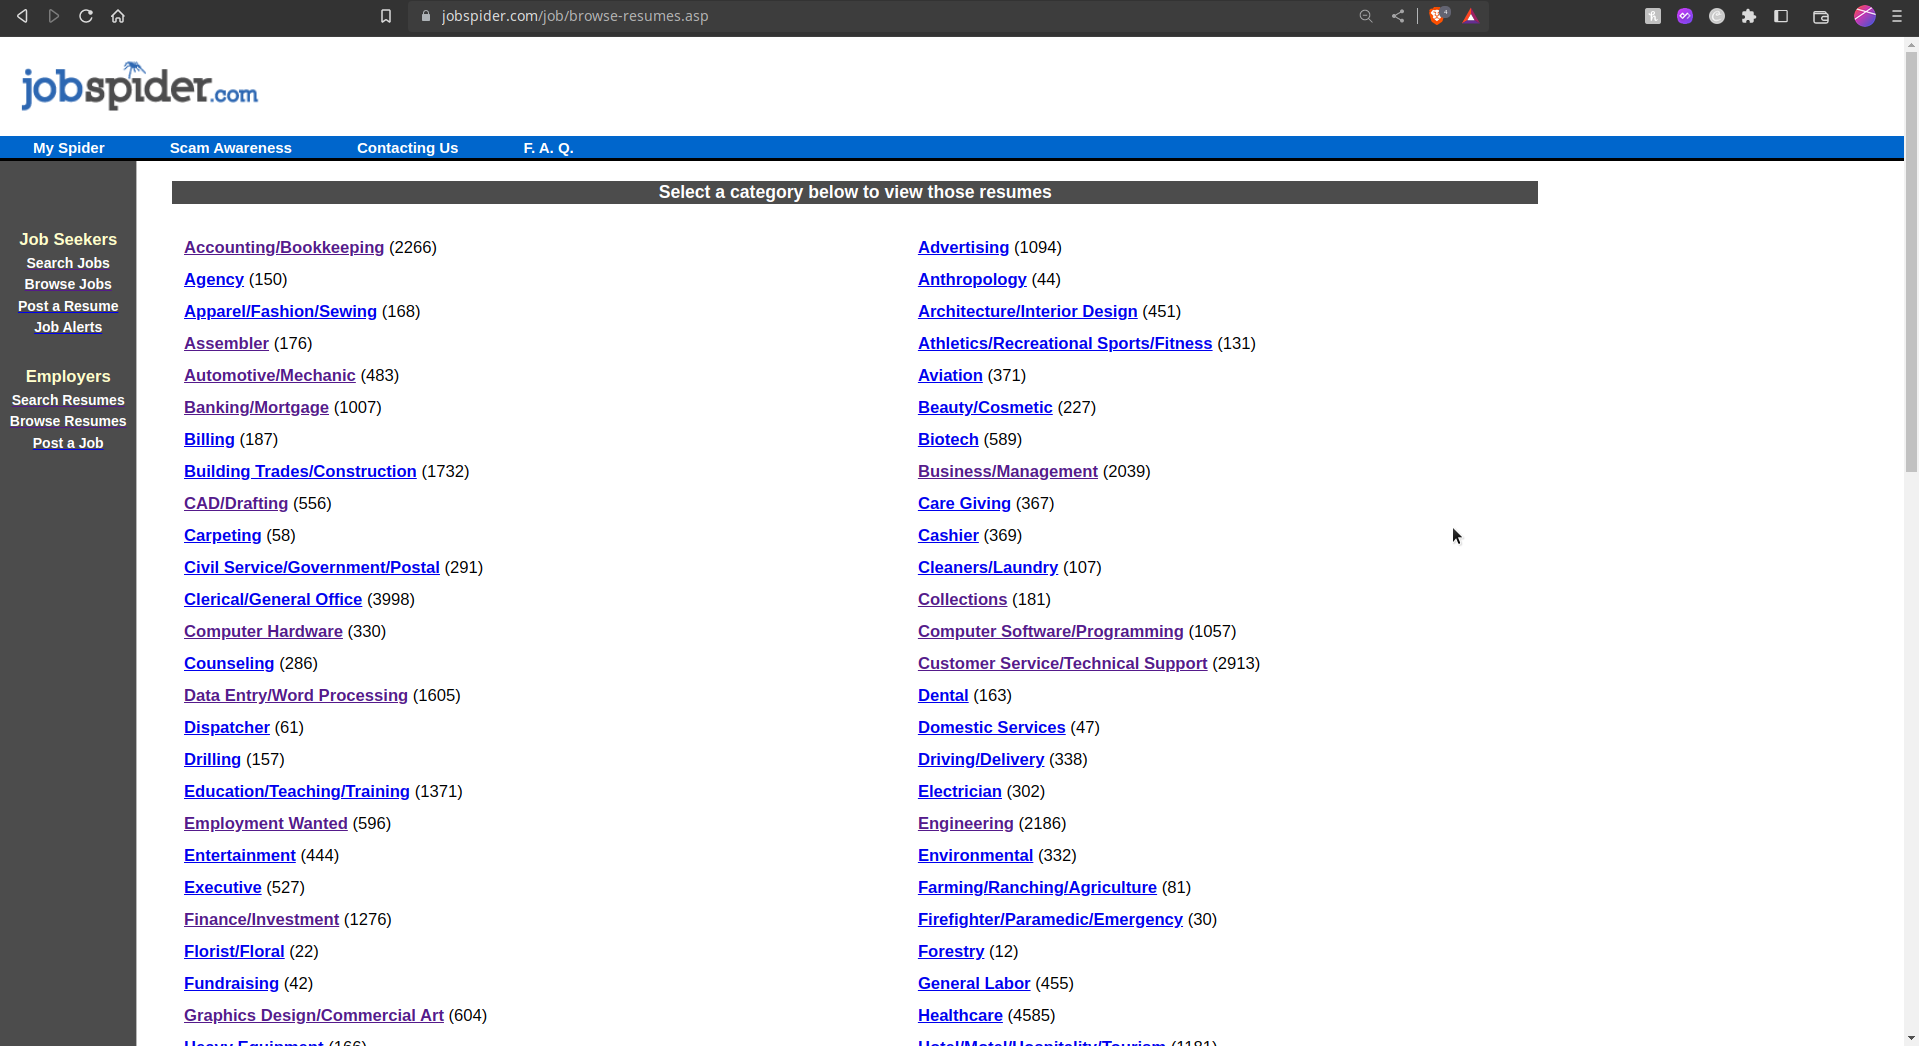 jobspider.com/job/browse-resumes.asp
4
jobspider.com
My Spider Scam Awareness Contacting Us F. A. Q.
Job Seekers
Search Jobs
Browse Jobs
Post a Resume
Job Alerts
Employers
Search Resumes
Browse Resumes
Post a Job
Select a category below to view those resumes
Accounting/Bookkeeping (2266) Advertising (1094)
Agency (150) Anthropology (44)
Apparel/Fashion/Sewing (168) Architecture/Interior Design (451)
Assembler (176) Athletics/Recreational Sports/Fitness (131)
Automotive/Mechanic (483) Aviation (371)
Banking/Mortgage (1007) Beauty/Cosmetic (227)
Billing (187) Biotech (589)
Building Trades/Construction (1732) Business/Management (2039)
CAD/Drafting (556) Care Giving (367)
Carpeting (58) Cashier (369)
Civil Service/Government/Postal (291) Cleaners/Laundry (107)
Clerical/General Office (3998) Collections (181)
Computer Hardware (330) Computer Software/Programming (1057)
Counseling (286) Customer Service/Technical Support (2913)
Data Entry/Word Processing (1605) Dental (163)
Dispatcher (61) Domestic Services (47)
Drilling (157) Driving/Delivery (338)
Education/Teaching/Training (1371) Electrician (302)
Employment Wanted (596) Engineering (2186)
Entertainment (444) Environmental (332)
Executive (527) Farming/Ranching/Agriculture (81)
Finance/Investment (1276) Firefighter/Paramedic/Emergency (30)
Florist/Floral (22) Forestry (12)
Fundraising (42) General Labor (455)
Graphics Design/Commercial Art (604) Healthcare (4585)
Heavy Equipment (166) Hotel/Motel/Hospitality/Tourism (1181)